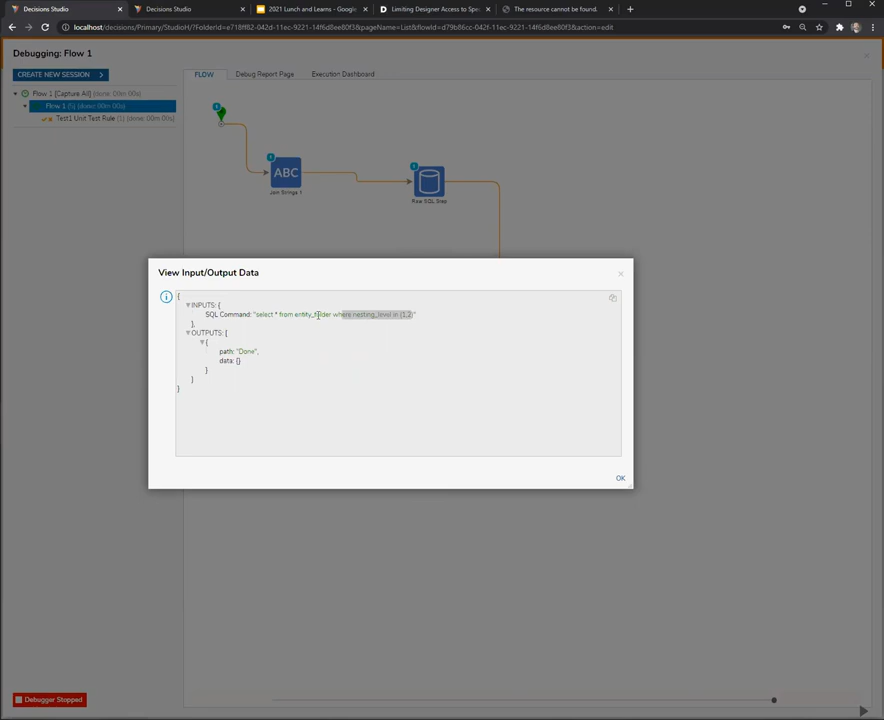 Decisions Studio
Decisions Studio
2021 Lunch and Learns - Google
Limiting Designer Access to Spec
The resource cannot be found.
localhost/decisions/Primary/StudioH/?FolderId=e718ff82-042d-11ec-9221-14f6d8ee80f3&pageName=List&flowId=d79b86cc-042f-11ec-9221-14f6d8ee80f3&action=edit
Debugging: Flow 1
CREATE NEW SESSION
FLOW
Debug Report Page
Execution Dashboard
Flow 1 [Capture All] (done: 00m 00s)
Flow 1 (5) (done: 00m 00s)
Test1 Unit Test Rule (1) (done: 00m 00s)
1
1
ABC
Join Strings 1
1
Raw SQL Step
View Input/Output Data
{
INPUTS: {
SQL Command: "select * from entity_folder where nesting_level in (1,2)"
},
OUTPUTS: [
{
path: "Done",
data: {}
}
]
}
OK
Debugger Stopped